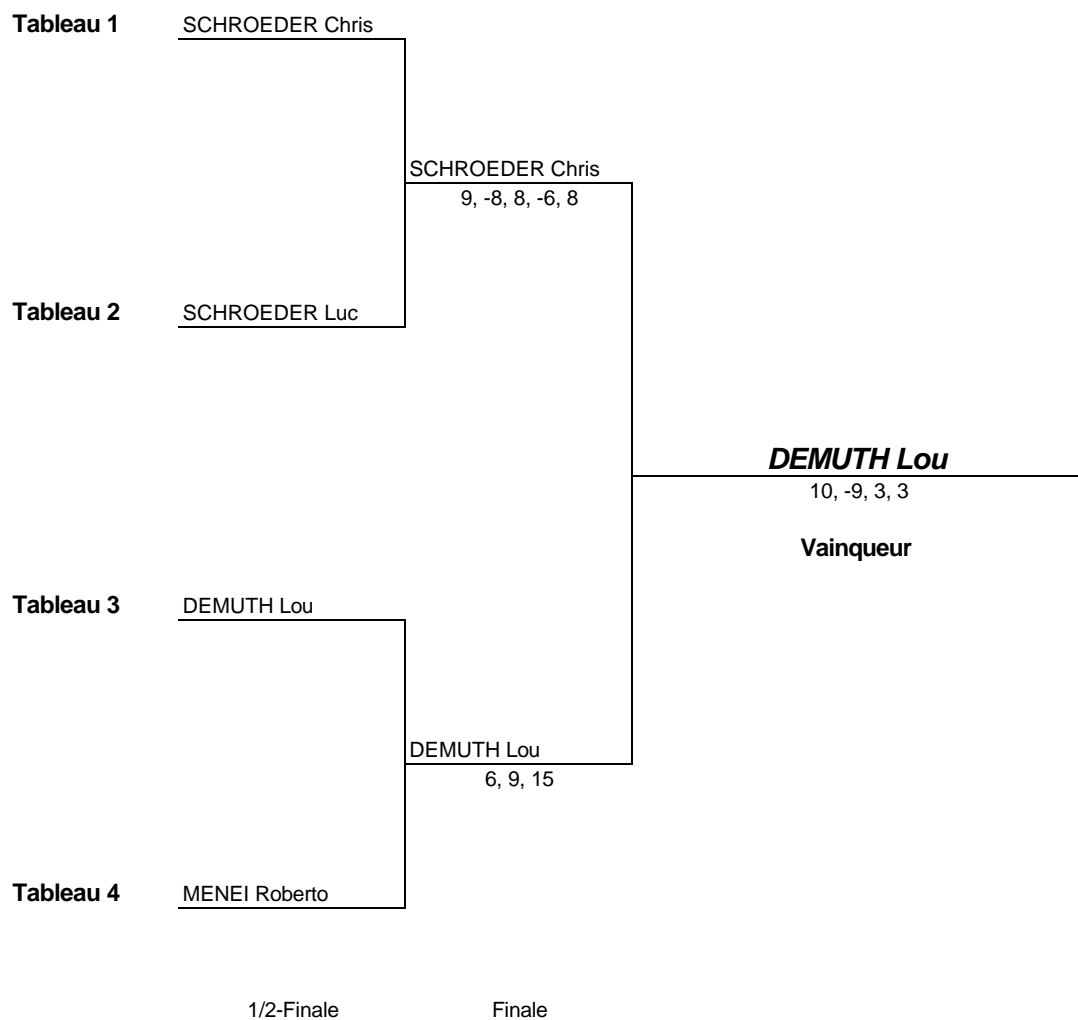 Tableau 1 SCHROEDER Chris
SCHROEDER Chris
9, -8, 8, -6, 8
Tableau 2 SCHROEDER Luc
DEMUTH Lou
10, -9, 3, 3
Vainqueur
Tableau 3 DEMUTH Lou
DEMUTH Lou
6, 9, 15
Tableau 4 MENEI Roberto
1/2-Finale Finale